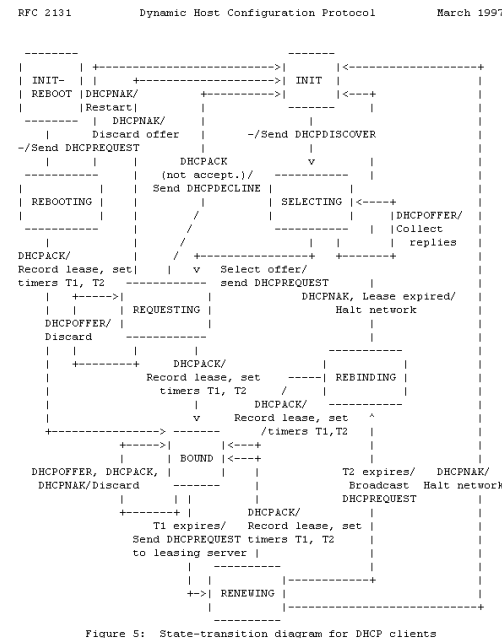 RFC 2131 Dynamic Host Configuration Protocol March 1997
-------- -------
| | +-------------------------->| |<-------------------+
| INIT- | | +-------------------->| INIT | |
| REBOOT |DHCPNAK/ +---------->| |<---+ |
| |Restart| | ------- | |
-------- | DHCPNAK/ | | |
| Discard offer | -/Send DHCPDISCOVER |
-/Send DHCPREQUEST | | |
| | | DHCPACK v | |
----------- | (not accept.)/ ----------- | |
| | | Send DHCPDECLINE | | |
| REBOOTING | | | / | SELECTING |<----+ |
| | | / | | |DHCPOFFER/ |
----------- | / ----------- | |Collect |
| | / | | | replies |
DHCPACK/ | / +----------------+ +-------+ |
Record lease, set| | v Select offer/ |
timers T1, T2 ------------ send DHCPREQUEST | |
| +----->| | DHCPNAK, Lease expired/ |
| | | REQUESTING | Halt network |
DHCPOFFER/ | | | |
Discard ------------ | |
| | | | ----------- |
| +--------+ DHCPACK/ | | |
| Record lease, set -----| REBINDING | |
| timers T1, T2 / | | |
| | DHCPACK/ ----------- |
| v Record lease, set ^ |
+----------------> ------- /timers T1,T2 | |
+----->| |<---+ | |
| | BOUND |<---+ | |
DHCPOFFER, DHCPACK, | | | T2 expires/ DHCPNAK/
DHCPNAK/Discard ------- | Broadcast Halt network
| | | | DHCPREQUEST |
+-------+ | DHCPACK/ | |
T1 expires/ Record lease, set | |
Send DHCPREQUEST timers T1, T2 | |
to leasing server | | |
| ---------- | |
| | |------------+ |
+->| RENEWING | |
| |----------------------------+
----------
Figure 5: State-transition diagram for DHCP clients